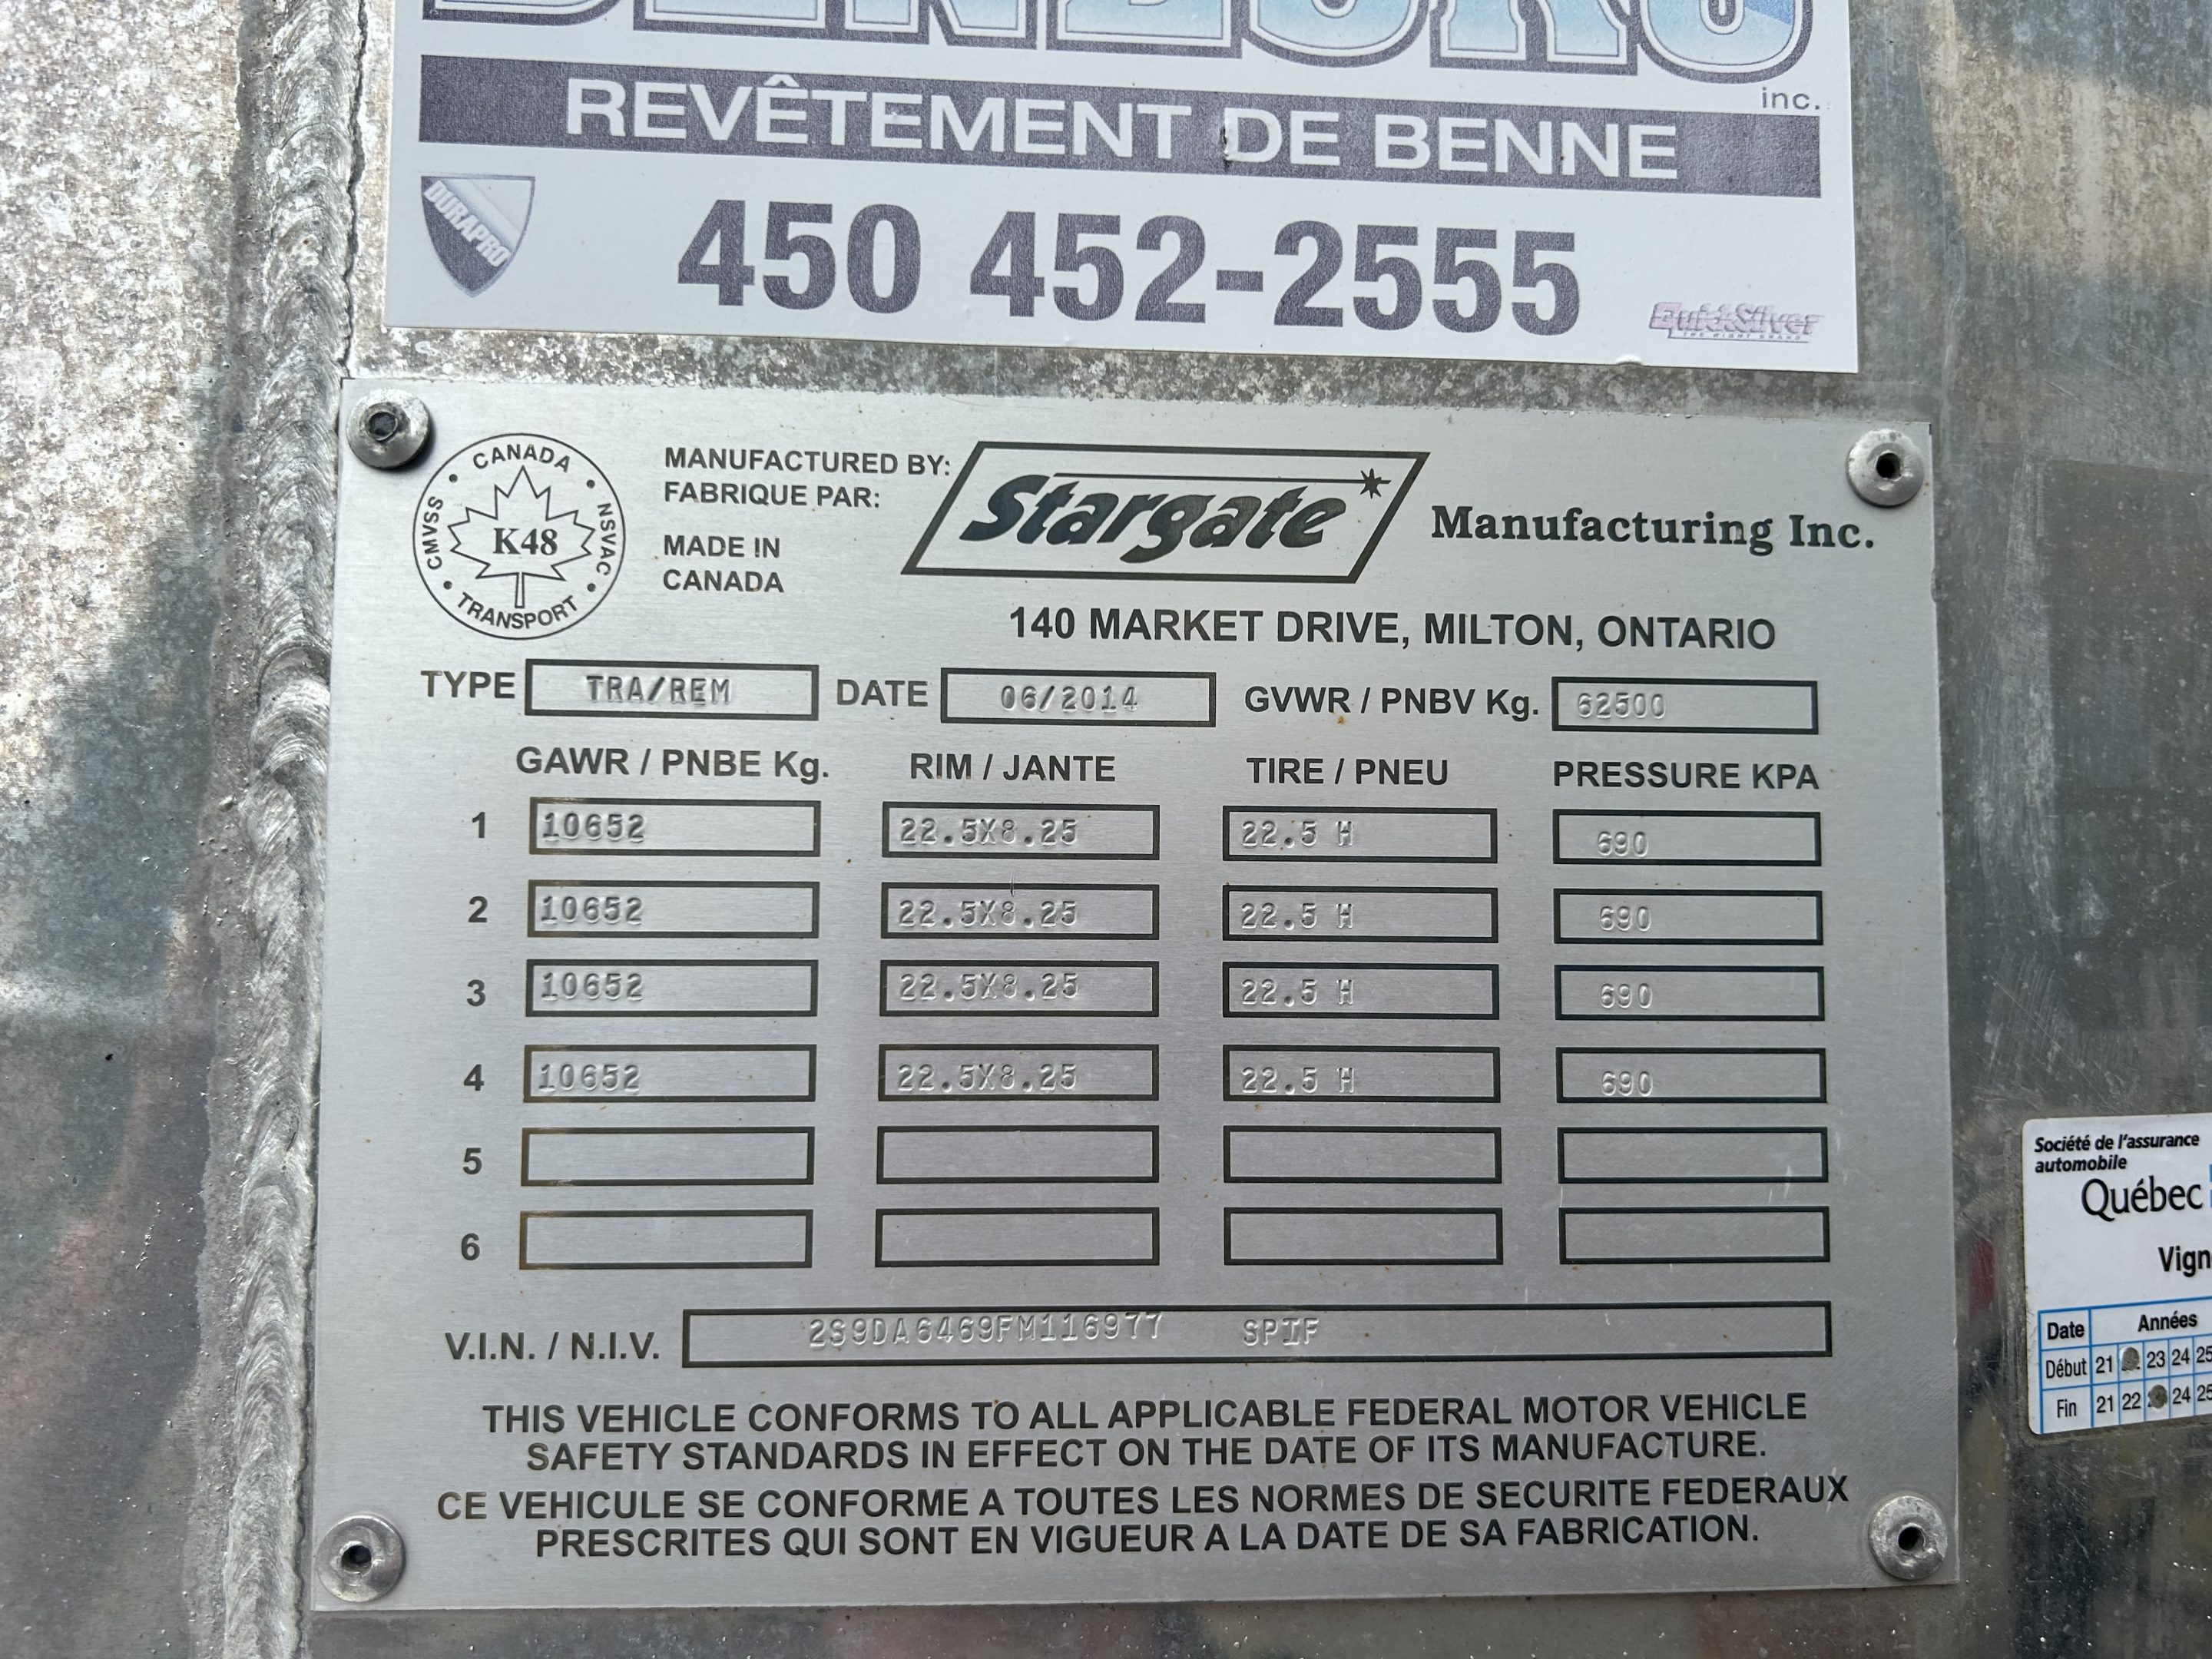 inc.
REVÊTEMENT DE BENNE
DURAPRO
450 452-2555
QuickSilver
CANADA
CMVSS
NSVAC
K48
TRANSPORT
MANUFACTURED BY:
FABRIQUE PAR:
MADE IN
CANADA
Stargate Manufacturing Inc.
140 MARKET DRIVE, MILTON, ONTARIO
TYPE TRA/REM DATE 06/2014 GVWR / PNBV Kg. 62500
GAWR / PNBE Kg. RIM / JANTE TIRE / PNEU PRESSURE KPA
1 10652 22.5X8.25 22.5 H 690
2 10652 22.5X8.25 22.5 H 690
3 10652 22.5X8.25 22.5 H 690
4 10652 22.5X8.25 22.5 H 690
5
6
V.I.N. / N.I.V. 2S9DA6469FM116977 SPIF
THIS VEHICLE CONFORMS TO ALL APPLICABLE FEDERAL MOTOR VEHICLE
SAFETY STANDARDS IN EFFECT ON THE DATE OF ITS MANUFACTURE.
CE VEHICULE SE CONFORME A TOUTES LES NORMES DE SECURITE FEDERAUX
PRESCRITES QUI SONT EN VIGUEUR A LA DATE DE SA FABRICATION.
Société de l'assurance
automobile
Québec
Vign
Date Années
Début 21 23 24 25
Fin 21 22 24 25